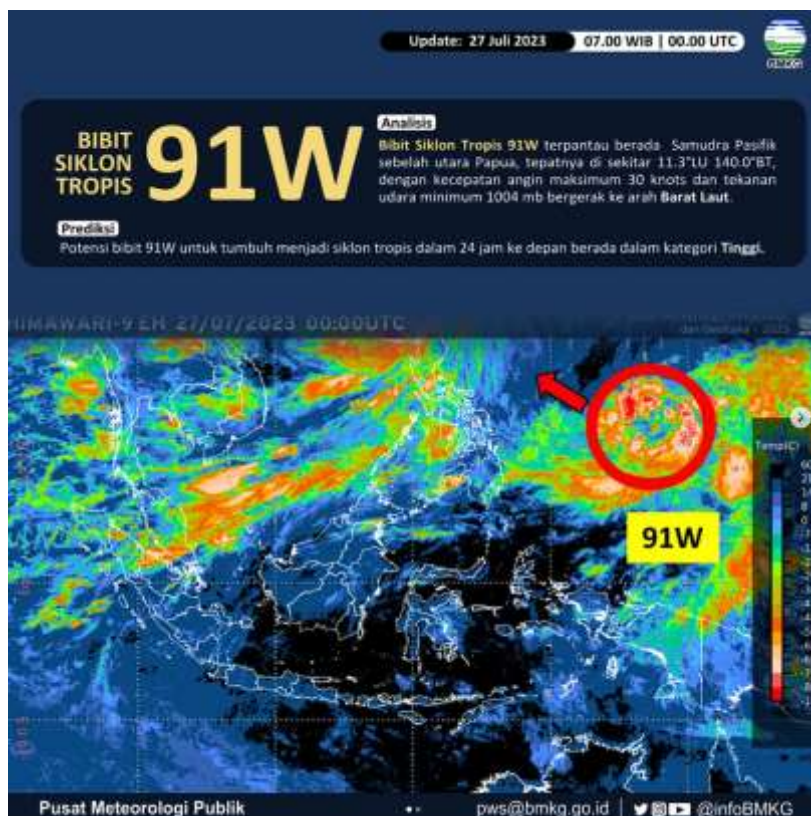 Update: 27 Juli 2023 07.00 WIB | 00.00 UTC
BMKG
BIBIT
SIKLON
TROPIS
91W
Analisis
Bibit Siklon Tropis 91W terpantau berada Samudra Pasifik
sebelah utara Papua, tepatnya di sekitar 11.3°LU 140.0°BT,
dengan kecepatan angin maksimum 30 knots dan tekanan
udara minimum 1004 mb bergerak ke arah Barat Laut.
Prediksi
Potensi bibit 91W untuk tumbuh menjadi siklon tropis dalam 24 jam ke depan berada dalam kategori Tinggi.
HIMAWARI-9 EH 27/07/2023 00:00UTC
Temp(C)
91W
Pusat Meteorologi Publik
pws@bmkg.go.id | @infoBMKG